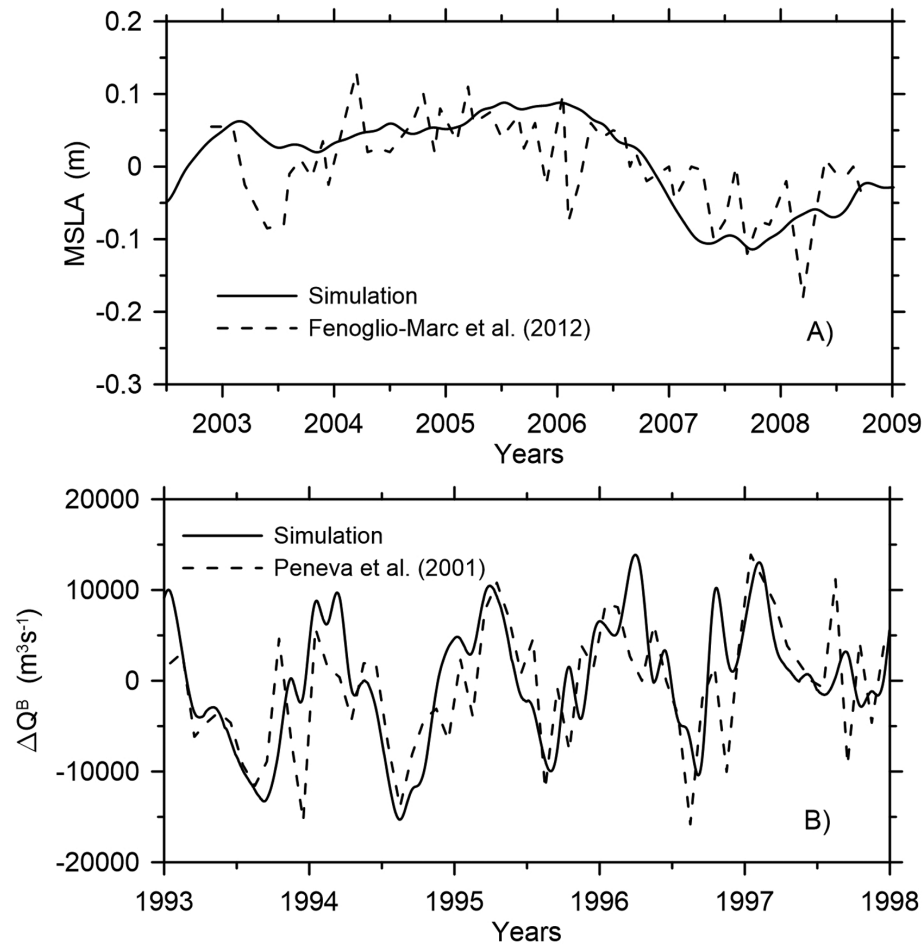 0.2
0.1
0
-0.1
-0.2
-0.3
MSLA (m)
Simulation
Fenoglio-Marc et al. (2012)
A)
2003 2004 2005 2006 2007 2008 2009
Years
20000
10000
0
-10000
-20000
ΔQᴮ (m³s⁻¹)
Simulation
Peneva et al. (2001)
B)
1993 1994 1995 1996 1997 1998
Years